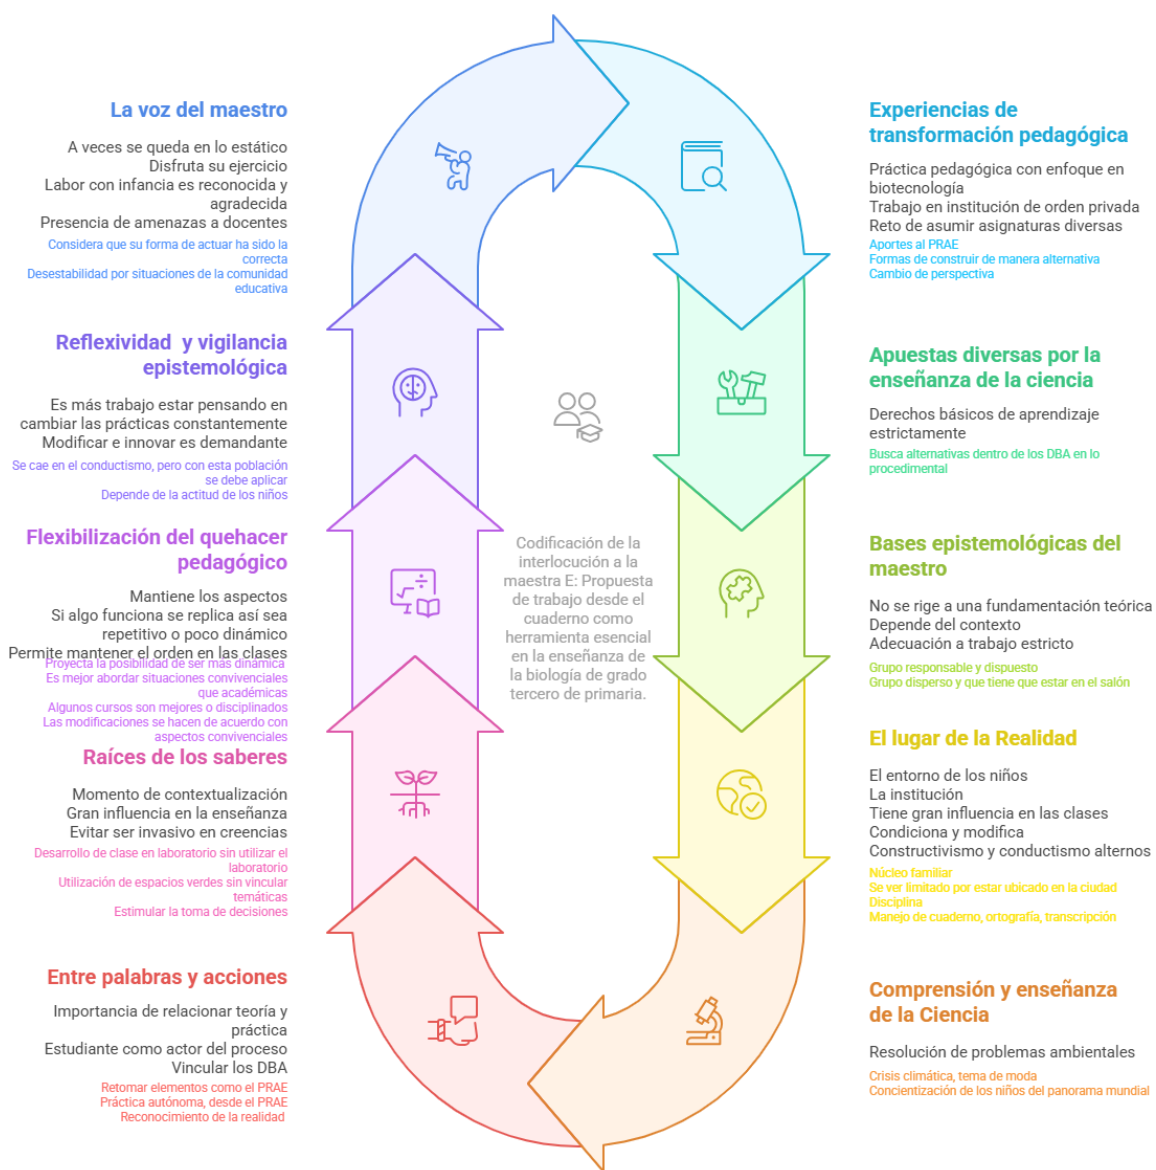 La voz del maestro
A veces se queda en lo estático
Disfruta su ejercicio
Labor con infancia es reconocida y
agradecida
Presencia de amenazas a docentes
Considera que su forma de actuar ha sido la
correcta
Desestabilidad por situaciones de la comunidad
educativa
Reflexividad y vigilancia
epistemológica
Es más trabajo estar pensando en
cambiar las prácticas constantemente
Modificar e innovar es demandante
Se cae en el conductismo, pero con esta población
se debe aplicar
Depende de la actitud de los niños
Flexibilización del quehacer
pedagógico
Mantiene los aspectos
Si algo funciona se replica así sea
repetitivo o poco dinámico
Permite mantener el orden en las clases
Proyecta la posibilidad de ser más dinámica
Es mejor abordar situaciones convivenciales
que académicas
Algunos cursos son mejores o disciplinados
Las modificaciones se hacen de acuerdo con
aspectos convivenciales
Raíces de los saberes
Momento de contextualización
Gran influencia en la enseñanza
Evitar ser invasivo en creencias
Desarrollo de clase en laboratorio sin utilizar el
laboratorio
Utilización de espacios verdes sin vincular
temáticas
Estimular la toma de decisiones
Entre palabras y acciones
Importancia de relacionar teoría y
práctica
Estudiante como actor del proceso
Vincular los DBA
Retomar elementos como el PRAE
Práctica autónoma, desde el PRAE
Reconocimiento de la realidad
Codificación de la
interlocución a la
maestra E: Propuesta
de trabajo desde el
cuaderno como
herramienta esencial
en la enseñanza de
la biología de grado
tercero de primaria.
Experiencias de
transformación pedagógica
Práctica pedagógica con enfoque en
biotecnología
Trabajo en institución de orden privada
Reto de asumir asignaturas diversas
Aportes al PRAE
Formas de construir de manera alternativa
Cambio de perspectiva
Apuestas diversas por la
enseñanza de la ciencia
Derechos básicos de aprendizaje
estrictamente
Busca alternativas dentro de los DBA en lo
procedimental
Bases epistemológicas del
maestro
No se rige a una fundamentación teórica
Depende del contexto
Adecuación a trabajo estricto
Grupo responsable y dispuesto
Grupo disperso y que tiene que estar en el salón
El lugar de la Realidad
El entorno de los niños
La institución
Tiene gran influencia en las clases
Condiciona y modifica
Constructivismo y conductismo alternos
Núcleo familiar
Se ver limitado por estar ubicado en la ciudad
Disciplina
Manejo de cuaderno, ortografía, transcripción
Comprensión y enseñanza
de la Ciencia
Resolución de problemas ambientales
Crisis climática, tema de moda
Concientización de los niños del panorama mundial